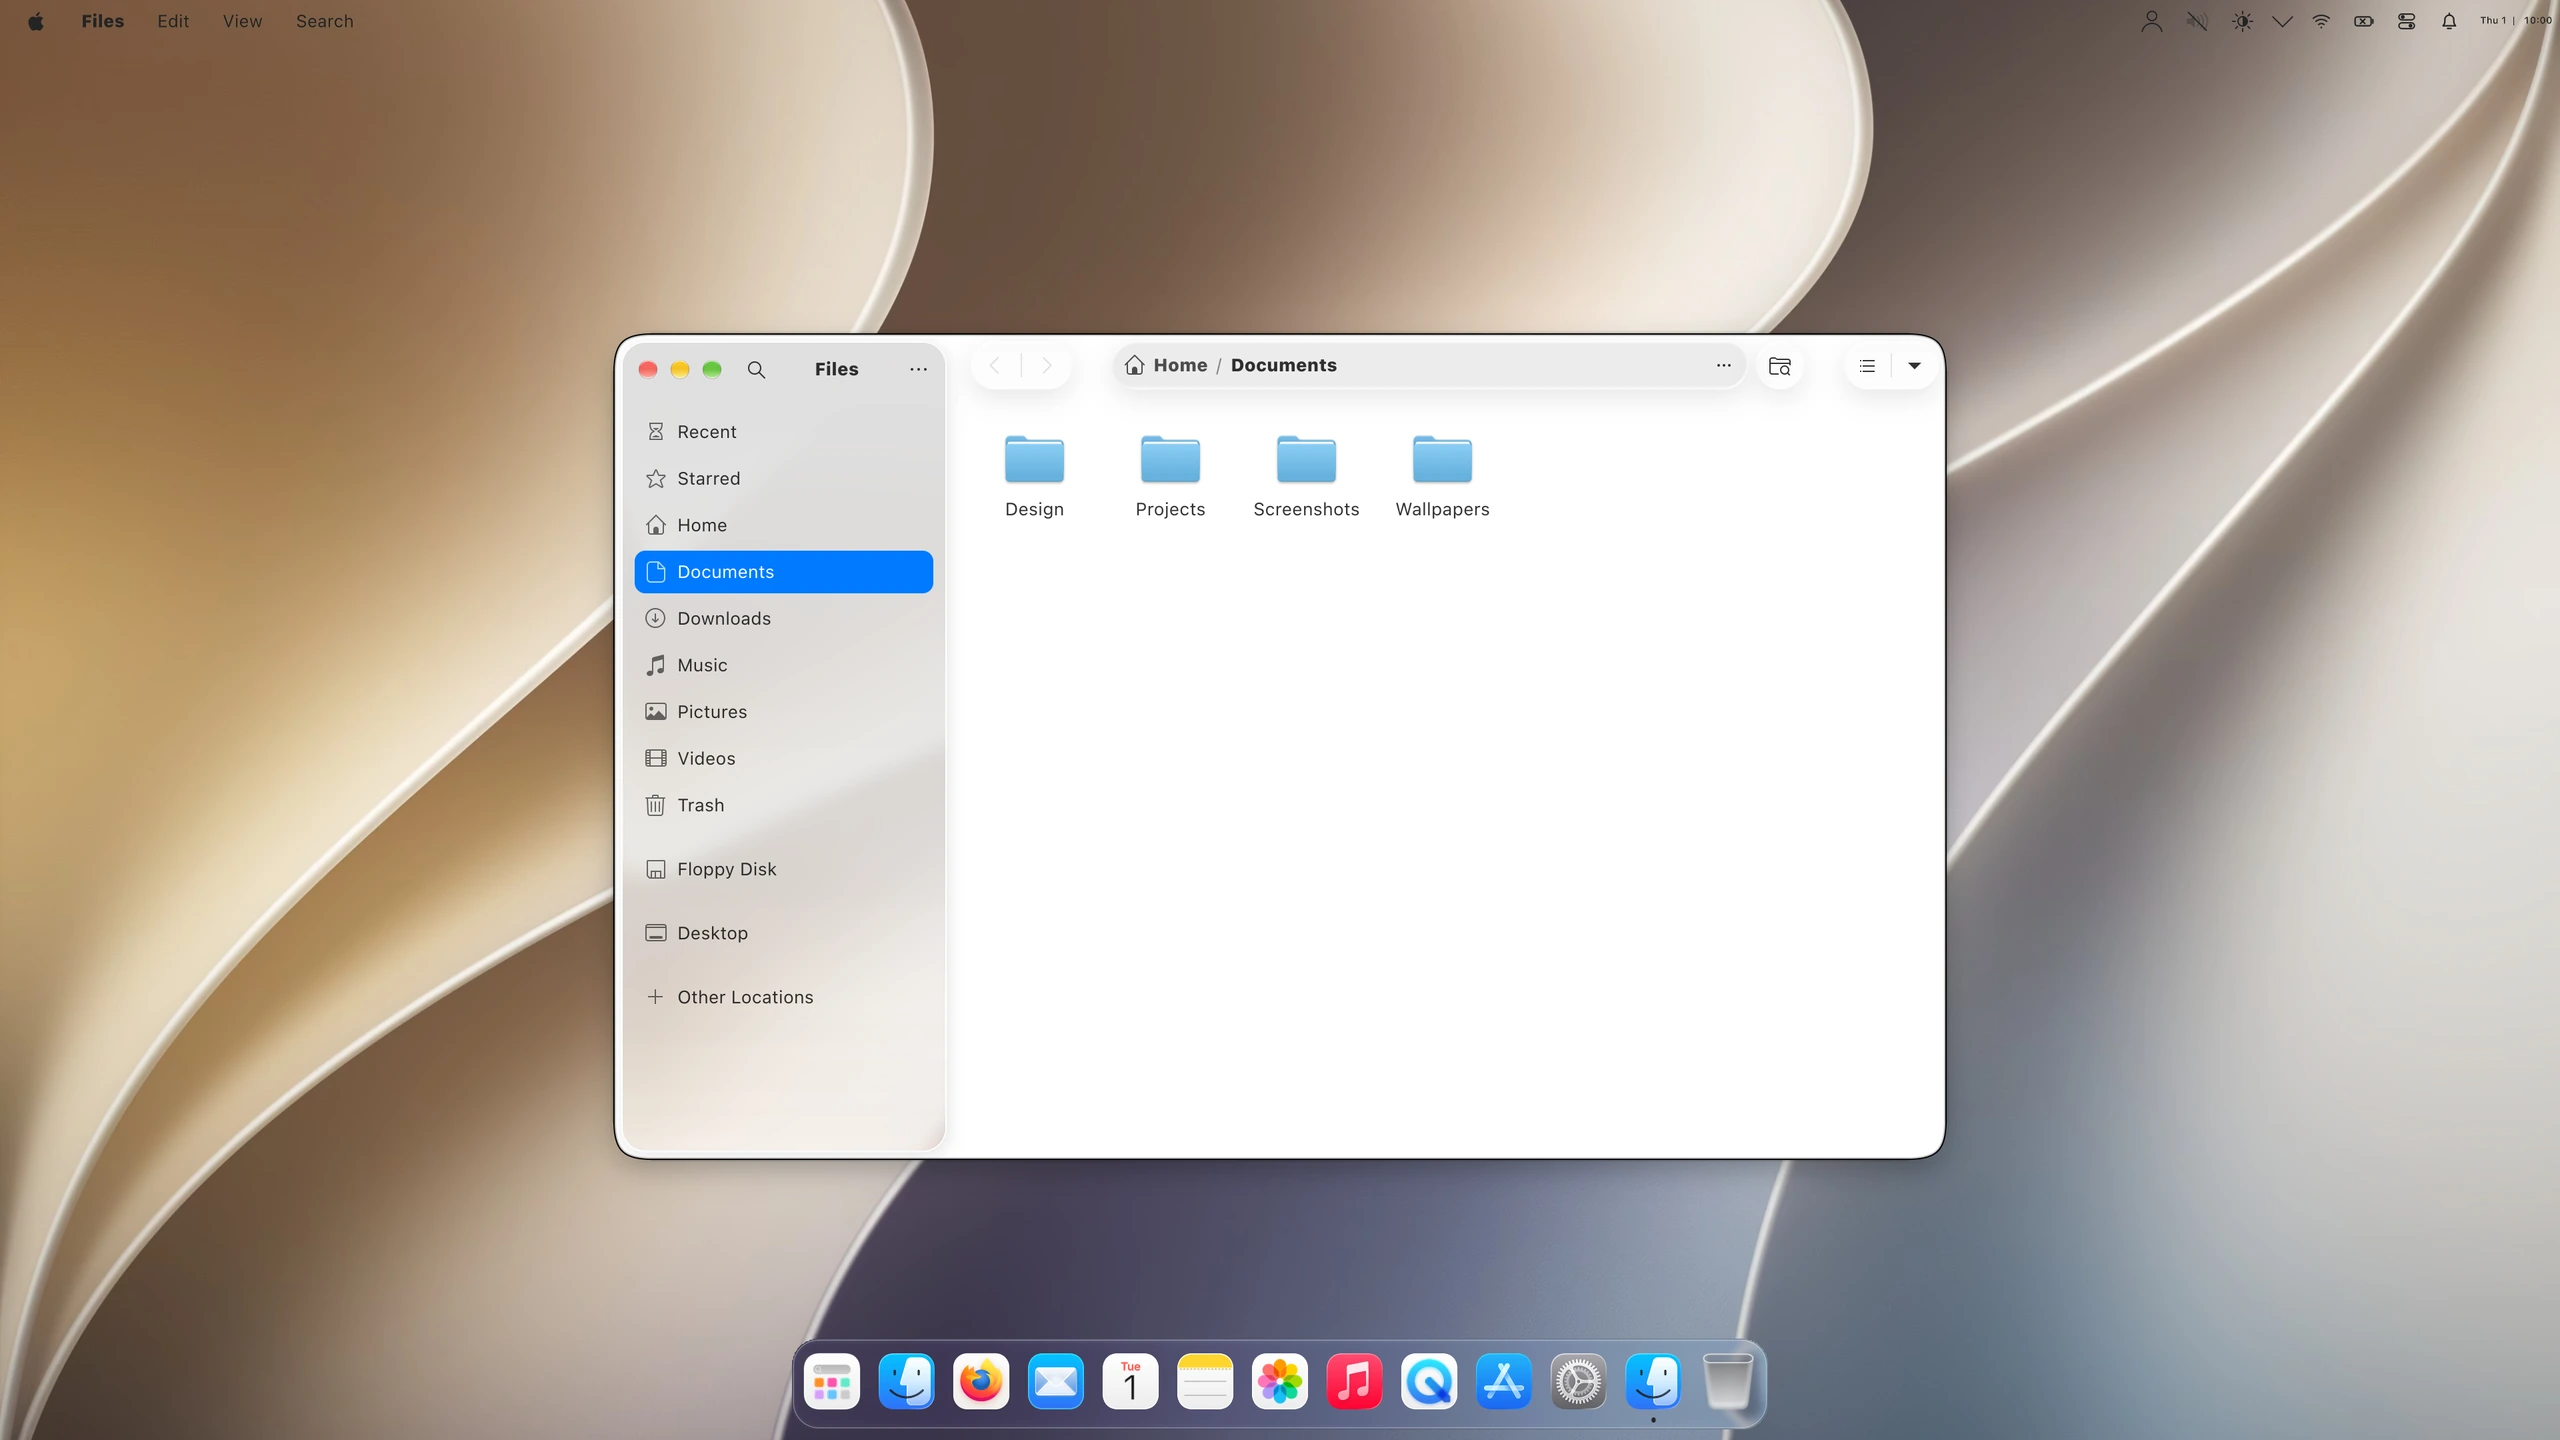 Files Edit View Search
Thu 1 | 10:00
Files
Home / Documents
Recent
Starred
Home
Documents
Downloads
Music
Pictures
Videos
Trash
Floppy Disk
Desktop
Other Locations
Design Projects Screenshots Wallpapers
Tue
1